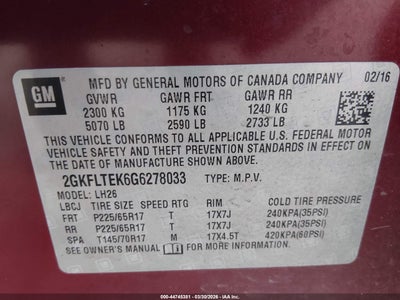 GM
MFD BY GENERAL MOTORS OF CANADA COMPANY 02/16
GVWR GAWR FRT GAWR RR
2300 KG 1175 KG 1240 KG
5070 LB 2590 LB 2733 LB
THIS VEHICLE CONFORMS TO ALL APPLICABLE U.S. FEDERAL MOTOR
VEHICLE SAFETY, BUMPER, AND THEFT PREVENTION STANDARDS IN
EFFECT ON THE DATE OF MANUFACTURE SHOWN ABOVE.
2GKFLTEK6G6278033 TYPE: M.P.V.
MODEL: LH26
LBCJ TIRE SIZE SPEED RTG RIM COLD TIRE PRESSURE
FRT P225/65R17 T 17X7J 240KPA(35PSI)
RR P225/65R17 T 17X7J 240KPA(35PSI)
SPA T145/70R17 M 17X4.5T 420KPA(60PSI)
SEE OWNER'S MANUAL FOR ADDITIONAL INFORMATION
©: 000-44745381 - 03/10/2026 - IAA Holdings, LLC